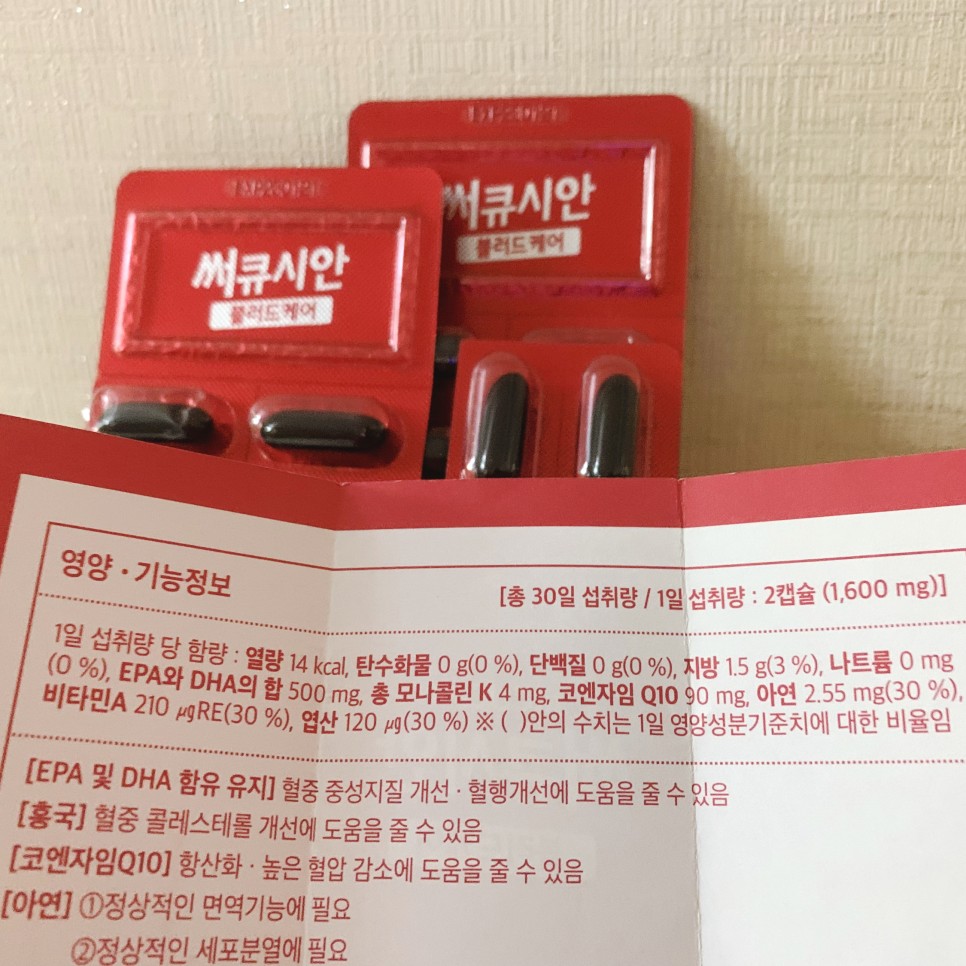 써큐시안
블러드케어
써큐시안
블러드케어
영양·기능정보
[총 30일 섭취량 / 1일 섭취량 : 2캡슐 (1,600 mg)]
1일 섭취량 당 함량 : 열량 14 kcal, 탄수화물 0 g(0 %), 단백질 0 g(0 %), 지방 1.5 g(3 %), 나트륨 0 mg
(0 %), EPA와 DHA의 합 500 mg, 총 모나콜린 K 4 mg, 코엔자임 Q10 90 mg, 아연 2.55 mg(30 %),
비타민A 210 ㎍RE(30 %), 엽산 120 ㎍(30 %) ※ ( )안의 수치는 1일 영양성분기준치에 대한 비율임
[EPA 및 DHA 함유 유지] 혈중 중성지질 개선 · 혈행개선에 도움을 줄 수 있음
[홍국] 혈중 콜레스테롤 개선에 도움을 줄 수 있음
[코엔자임Q10] 항산화 · 높은 혈압 감소에 도움을 줄 수 있음
[아연] ①정상적인 면역기능에 필요
②정상적인 세포분열에 필요